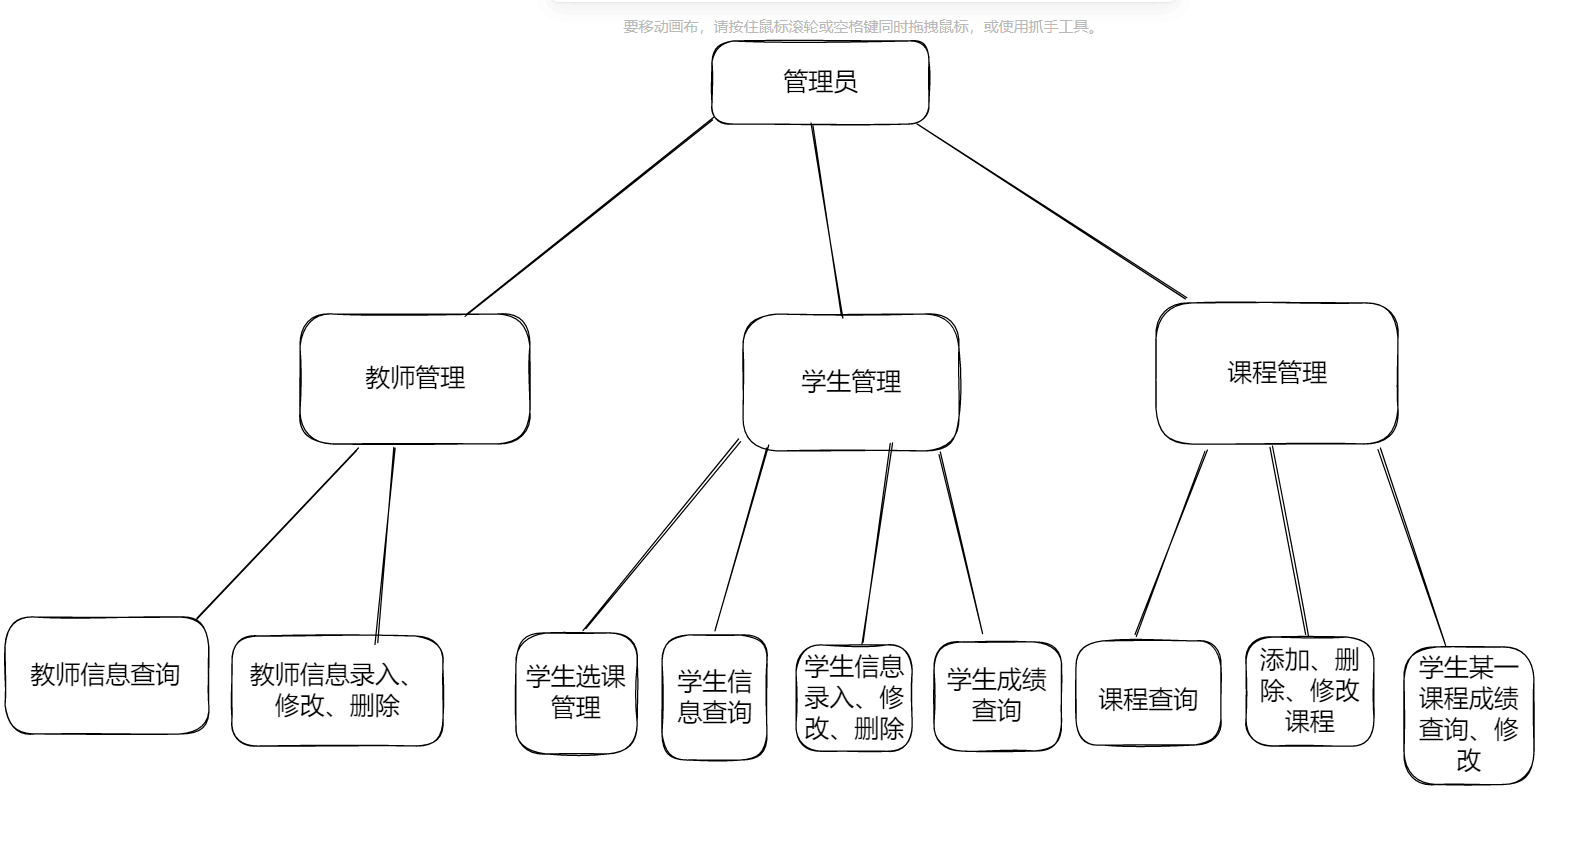 要移动画布，请按住鼠标滚轮或空格键同时拖拽鼠标，或使用抓手工具。
管理员
教师管理
学生管理
课程管理
教师信息查询
教师信息录入、
修改、删除
学生选课
管理
学生信
息查询
学生信息
录入、修
改、删除
学生成绩
查询
课程查询
添加、删
除、修改
课程
学生某一
课程成绩
查询、修
改